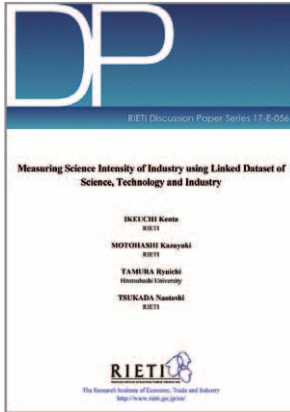 DP
RIETI Discussion Paper Series 17-E-056
Measuring Science Intensity of Industry using Linked Dataset of
Science, Technology and Industry
IKEUCHI Kenta
RIETI
MOTOHASHI Kazuyuki
RIETI
TAMURA Ryuichi
Hitotsubashi University
TSUKADA Naotoshi
RIETI
RIETI
The Research Institute of Economy, Trade and Industry
http://www.rieti.go.jp/en/